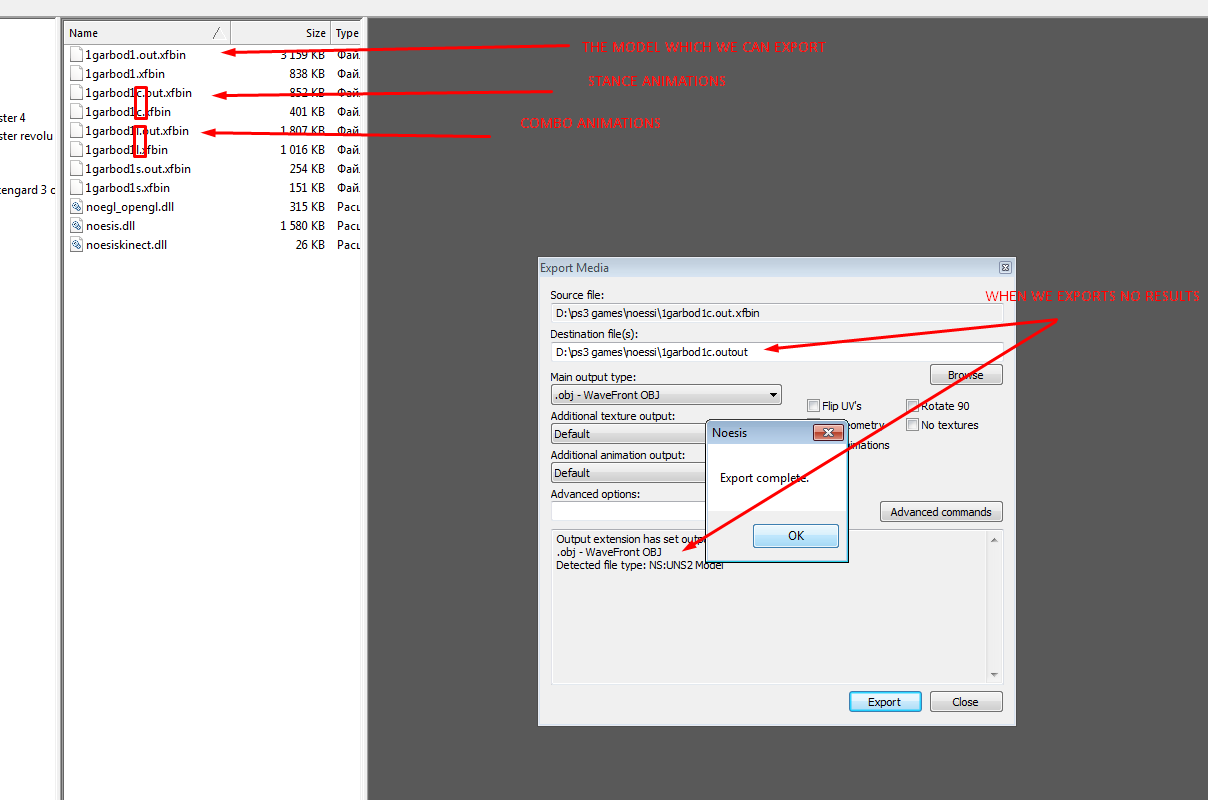 Name Size Type
1garbod1.out.xfbin 3 159 KB Фай
1garbod1.xfbin 838 KB Фай
1garbod1c.out.xfbin 852 KB Фай
1garbod1c.xfbin 401 KB Фай
1garbod1l.out.xfbin 1 807 KB Фай
1garbod1l.xfbin 1 016 KB Фай
1garbod1s.out.xfbin 254 KB Фай
1garbod1s.xfbin 151 KB Фай
noegl_opengl.dll 315 KB Расц
noesis.dll 1 580 KB Расц
noesiskinect.dll 26 KB Расц
ster 4
ster revolu
tengard 3 c
THE MODEL WHICH WE CAN EXPORT
STANCE ANIMATIONS
COMBO ANIMATIONS
WHEN WE EXPORTS NO RESULTS
Export Media
Source file:
D:\ps3 games\noessi\1garbod1c.out.xfbin
Destination file(s):
D:\ps3 games\noessi\1garbod1c.outout
Browse
Main output type:
.obj - WaveFront OBJ
Flip UV's Rotate 90
Additional texture output:
eometry No textures
Default
imations
Additional animation output:
Default
Advanced options:
Advanced commands
Noesis
Export complete.
OK
Output extension has set outp
.obj - WaveFront OBJ
Detected file type: NS:UNS2 Model
Export Close